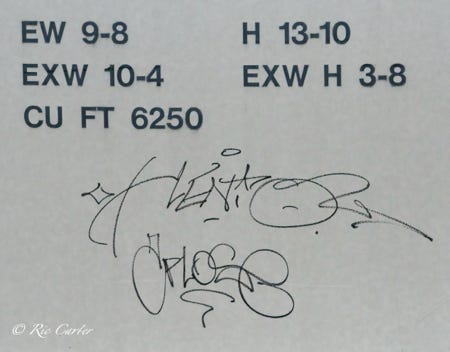 EW 9-8 H 13-10
EXW 10-4 EXW H 3-8
CU FT 6250
© Ric Carter